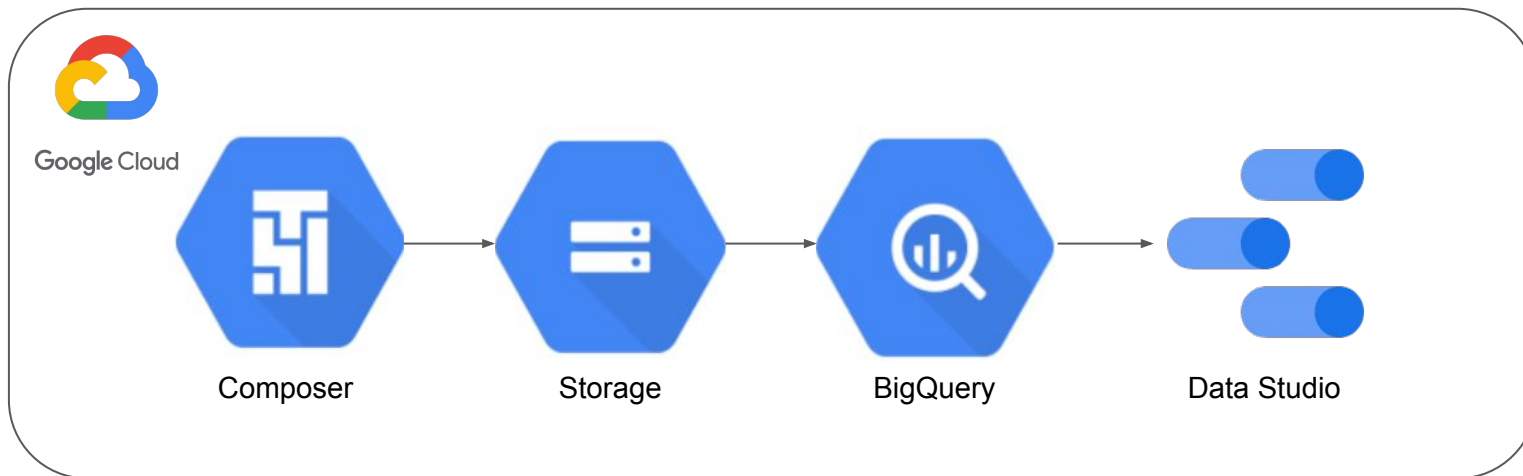 Google Cloud
Composer
Storage
BigQuery
Data Studio